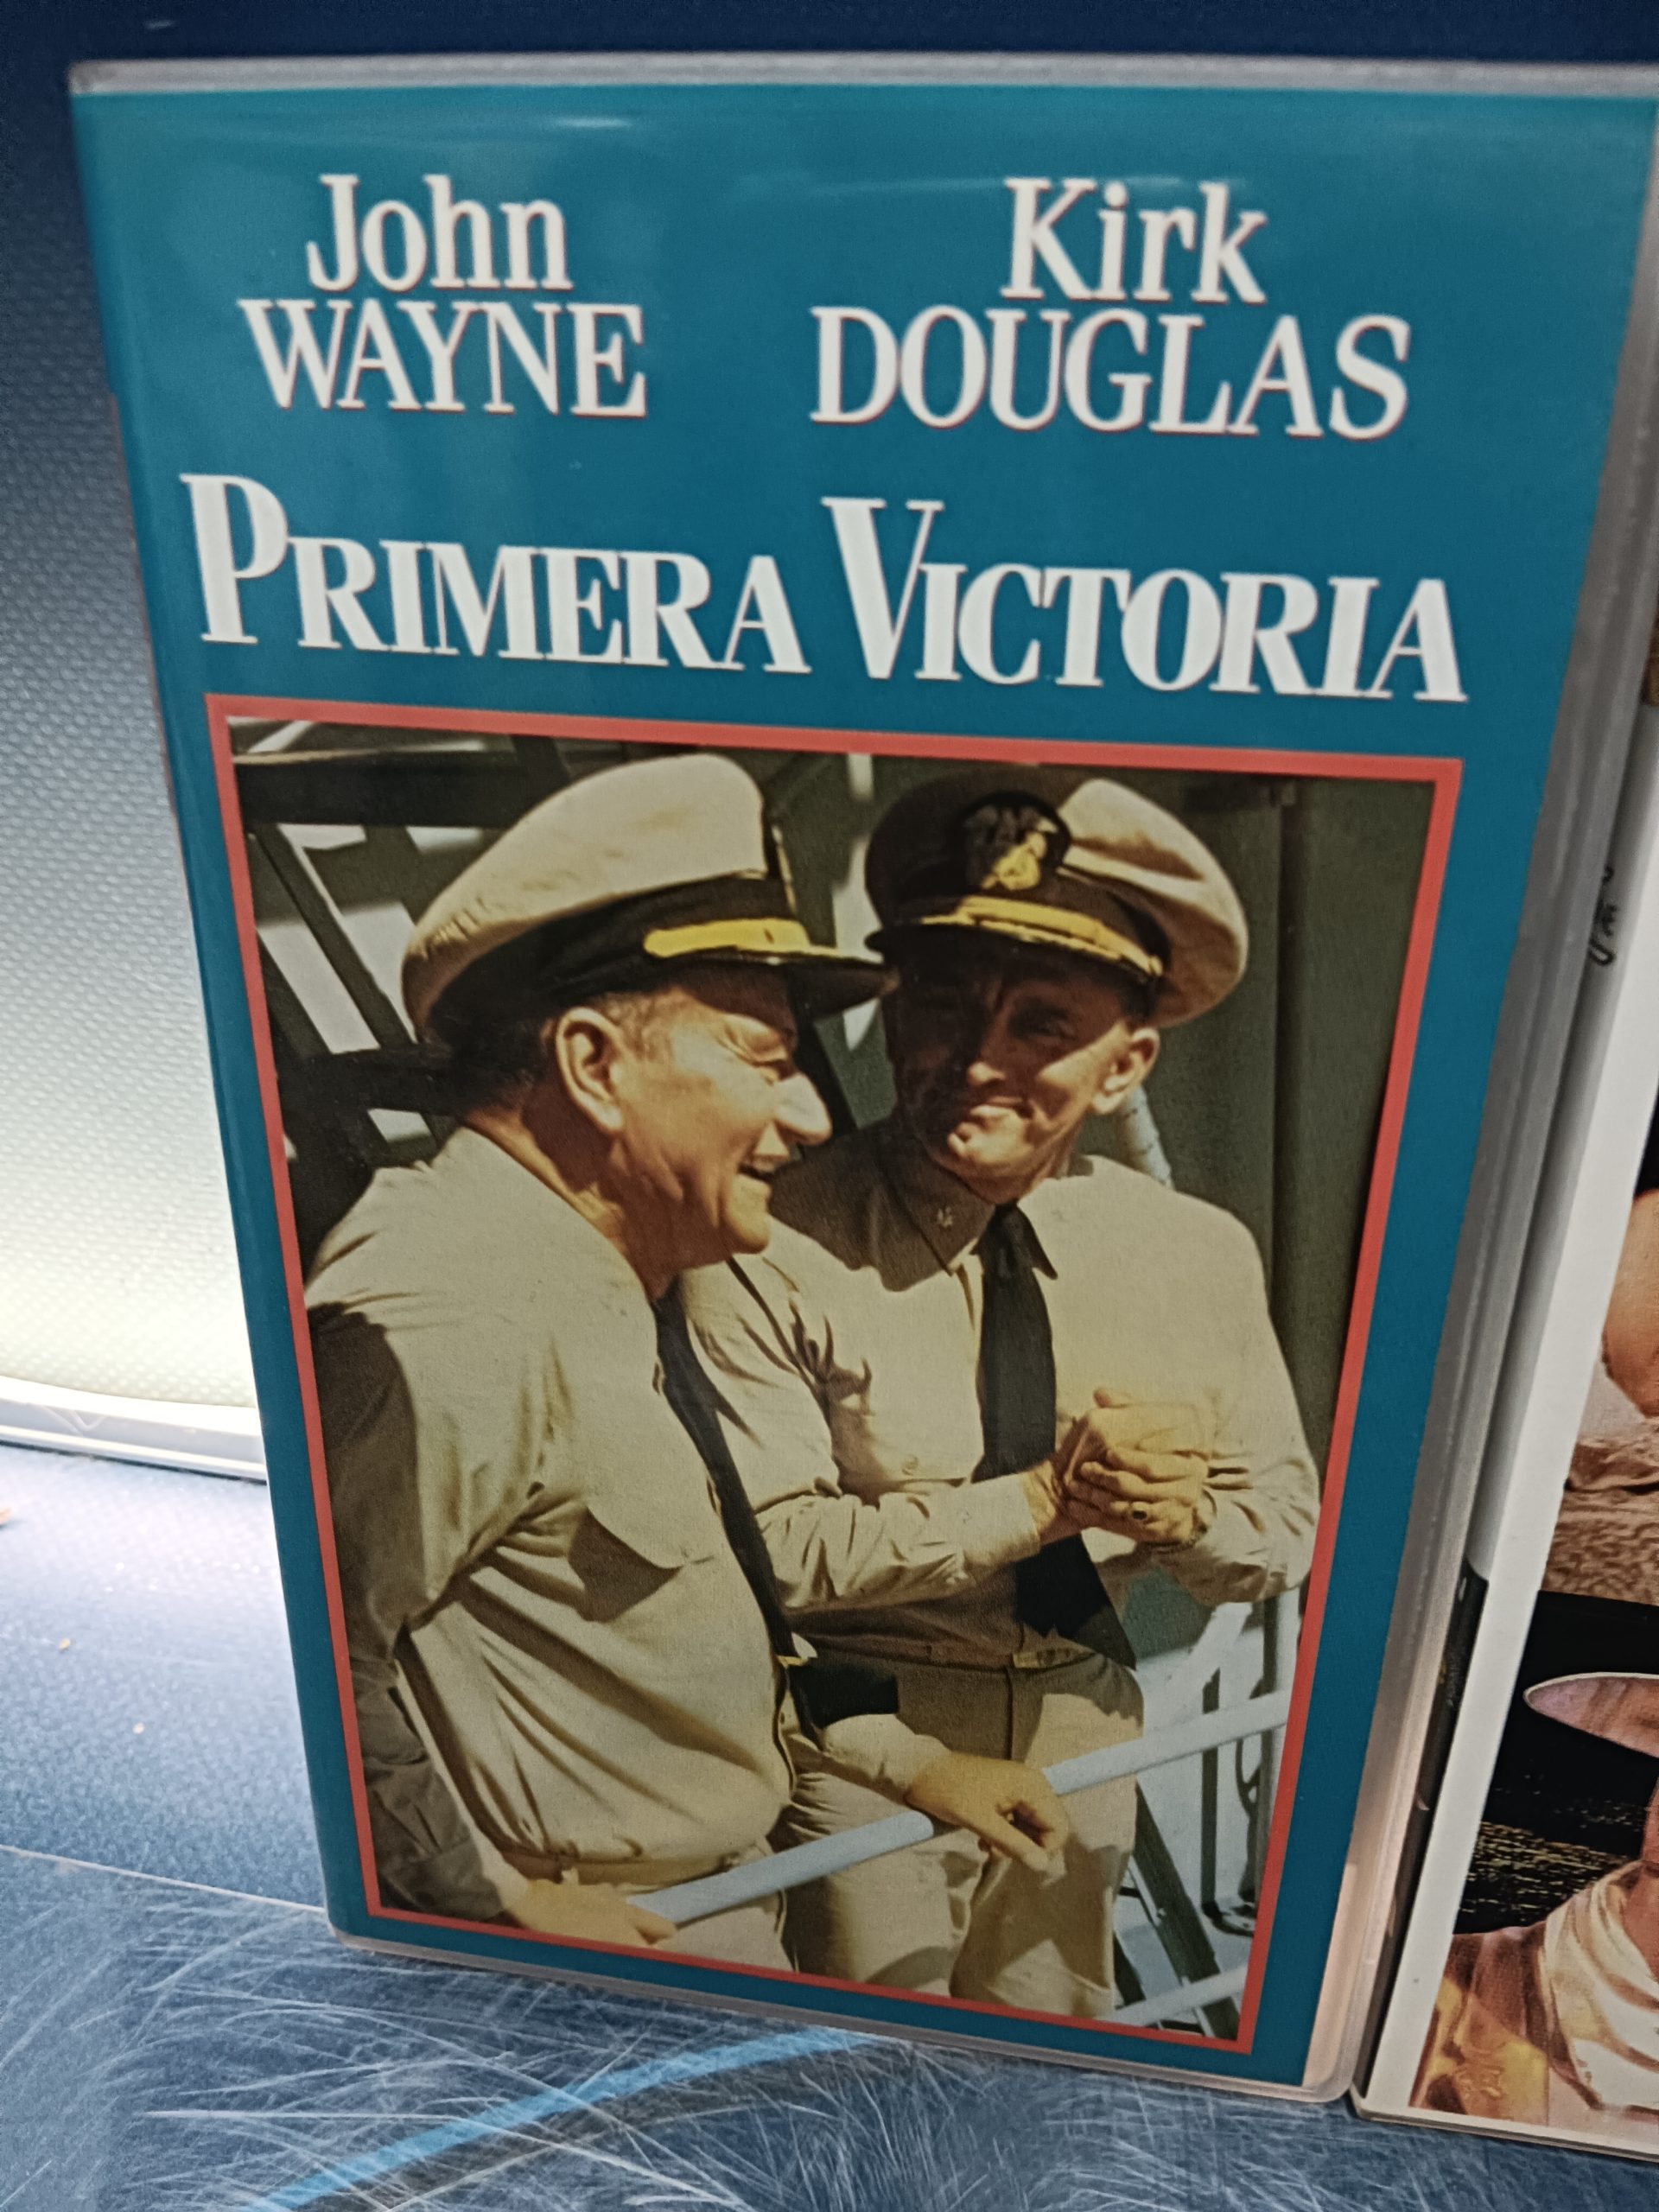 John Kirk
WAYNE DOUGLAS
PRIMERA VICTORIA